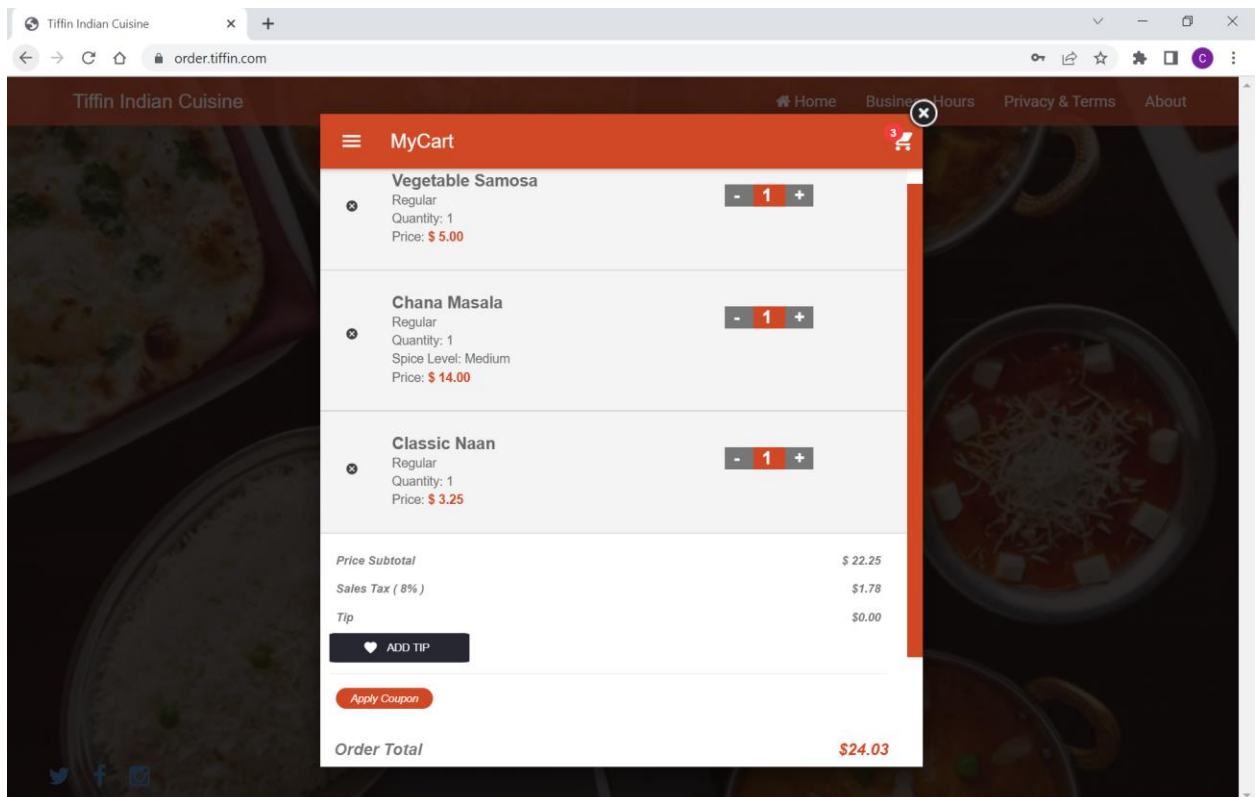 Tiffin Indian Cuisine
order.tiffin.com
C
Tiffin Indian Cuisine
Home Business Hours Privacy & Terms About
MyCart
3
Vegetable Samosa
Regular
- 1 +
Quantity: 1
Price: $ 5.00
Chana Masala
Regular
- 1 +
Quantity: 1
Spice Level: Medium
Price: $ 14.00
Classic Naan
Regular
- 1 +
Quantity: 1
Price: $ 3.25
Price Subtotal $ 22.25
Sales Tax ( 8% ) $1.78
Tip $0.00
ADD TIP
Apply Coupon
Order Total $24.03